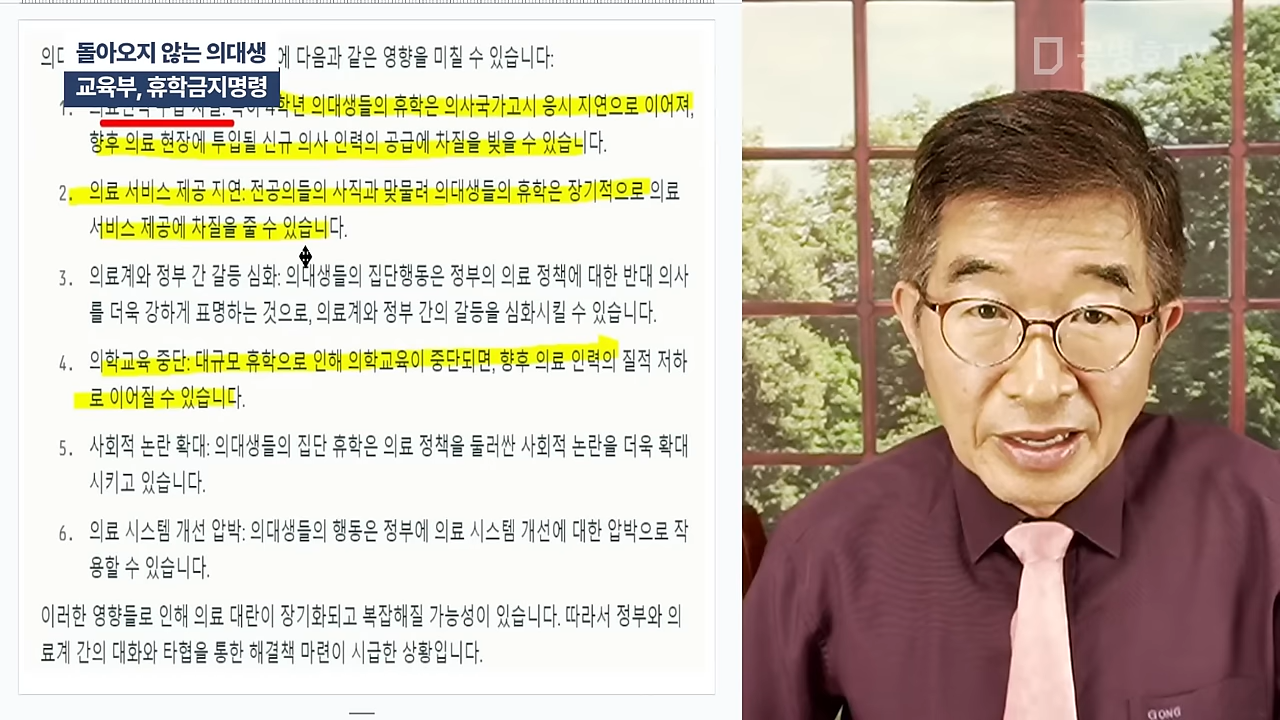 돌아오지 않는 의대생
교육부, 휴학금지명령
에 다음과 같은 영향을 미칠 수 있습니다:
4학년 의대생들의 휴학은 의사국가고시 응시 지연으로 이어져,
향후 의료 현장에 투입될 신규 의사 인력의 공급에 차질을 빚을 수 있습니다.
2. 의료 서비스 제공 지연: 전공의들의 사직과 맞물려 의대생들의 휴학은 장기적으로 의료
서비스 제공에 차질을 줄 수 있습니다.
3. 의료계와 정부 간 갈등 심화: 의대생들의 집단행동은 정부의 의료 정책에 대한 반대 의사
를 더욱 강하게 표명하는 것으로, 의료계와 정부 간의 갈등을 심화시킬 수 있습니다.
4. 의학교육 중단: 대규모 휴학으로 인해 의학교육이 중단되면, 향후 의료 인력의 질적 저하
로 이어질 수 있습니다.
5. 사회적 논란 확대: 의대생들의 집단 휴학은 의료 정책을 둘러싼 사회적 논란을 더욱 확대
시키고 있습니다.
6. 의료 시스템 개선 압박: 의대생들의 행동은 정부에 의료 시스템 개선에 대한 압박으로 작
용할 수 있습니다.
이러한 영향들로 인해 의료 대란이 장기화되고 복잡해질 가능성이 있습니다. 따라서 정부와 의
료계 간의 대화와 타협을 통한 해결책 마련이 시급한 상황입니다.
공병호TV
GONG